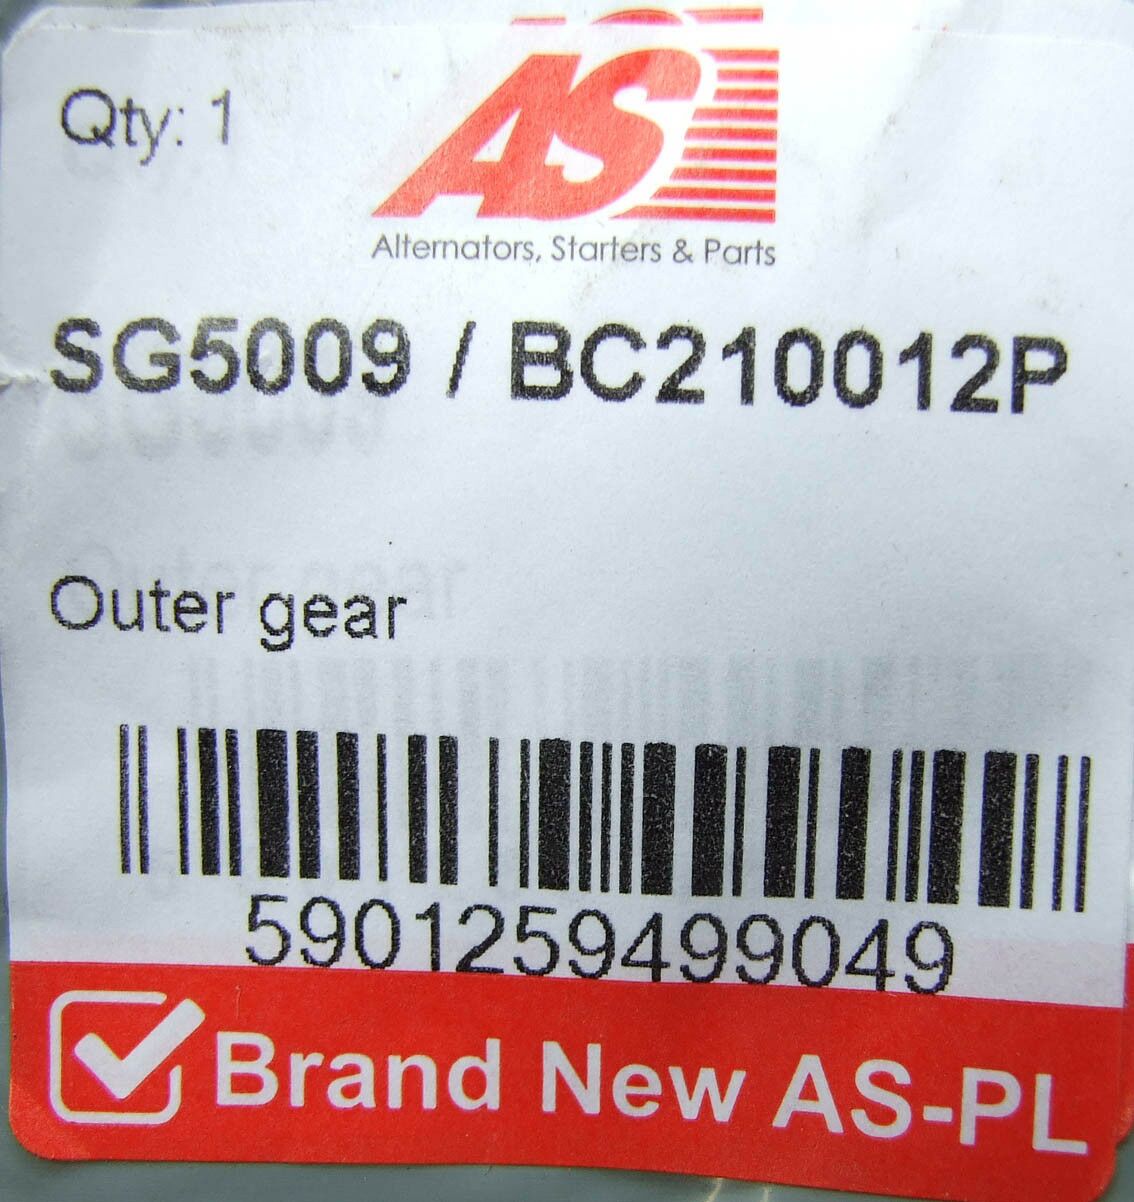 Qty: 1
AS
Alternators, Starters & Parts
SG5009 / BC210012P
Outer gear
5901259499049
Brand New AS-PL